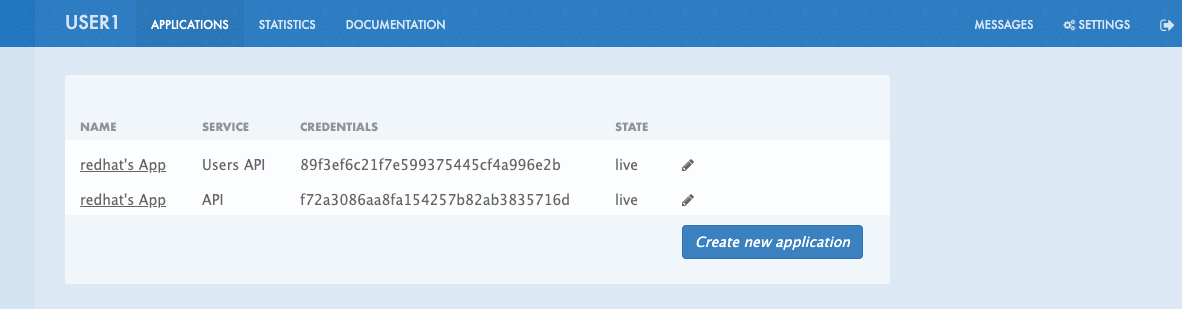 USER1 APPLICATIONS STATISTICS DOCUMENTATION MESSAGES SETTINGS
NAME SERVICE CREDENTIALS STATE
redhat's App Users API 89f3ef6c21f7e599375445cf4a996e2b live
redhat's App API f72a3086aa8fa154257b82ab3835716d live
Create new application